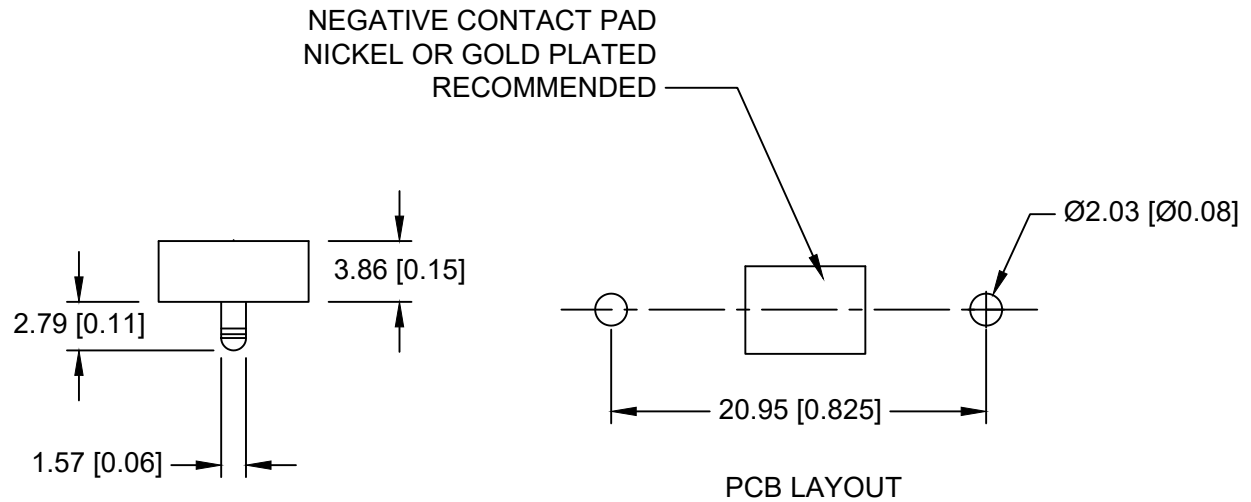 NEGATIVE CONTACT PAD
NICKEL OR GOLD PLATED
RECOMMENDED
Ø2.03 [Ø0.08]
3.86 [0.15]
2.79 [0.11]
20.95 [0.825]
1.57 [0.06]
PCB LAYOUT